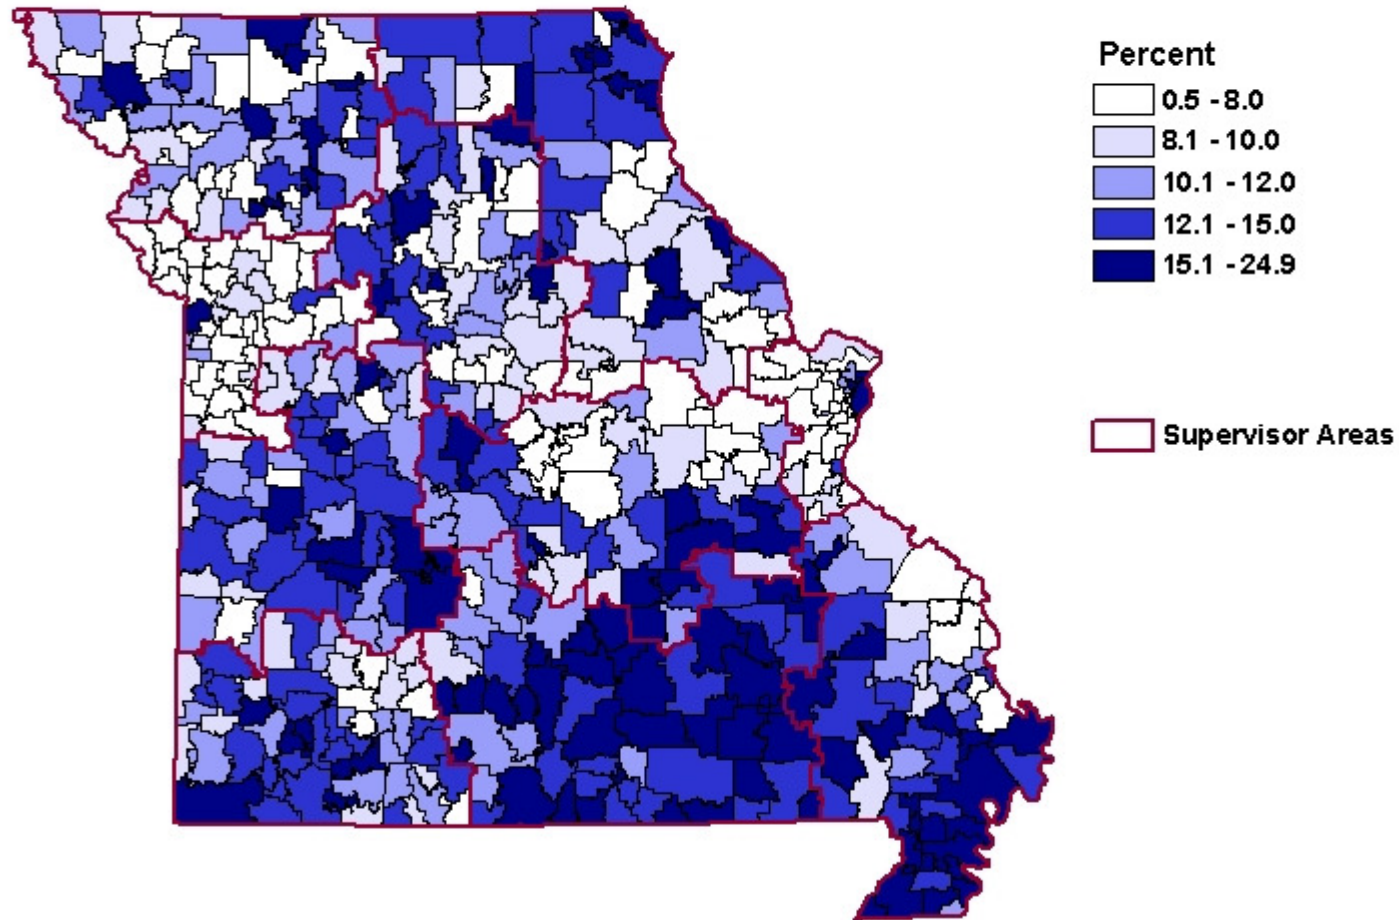 Percent
0.5 - 8.0
8.1 - 10.0
10.1 - 12.0
12.1 - 15.0
15.1 - 24.9
Supervisor Areas